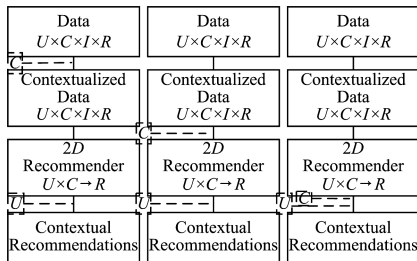 Data
U×C×I×R
Data
U×C×I×R
Data
U×C×I×R
C
Contextualized
Data
U×C×I×R
Contextualized
Data
U×C×I×R
Contextualized
Data
U×C×I×R
C
2D
Recommender
U×C→R
2D
Recommender
U×C→R
2D
Recommender
U×C→R
U
U
U
C
Contextual
Recommendations
Contextual
Recommendations
Contextual
Recommendations